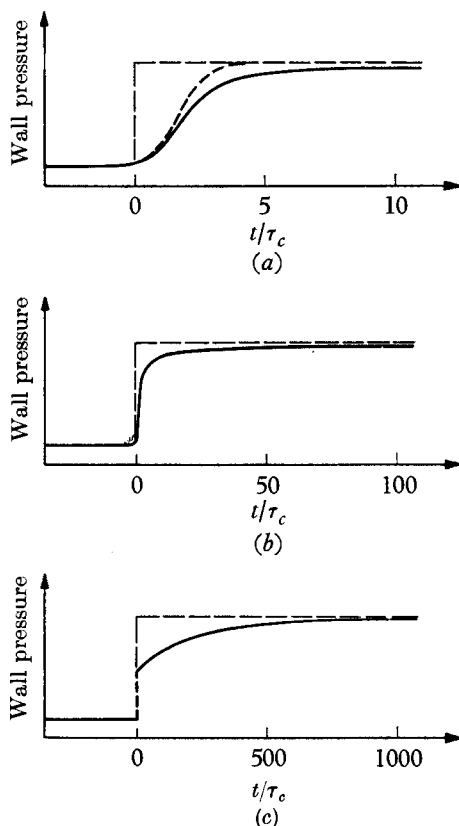 Wall pressure
0 5 10
t/τc
(a)
Wall pressure
0 50 100
t/τc
(b)
Wall pressure
0 500 1000
t/τc
(c)